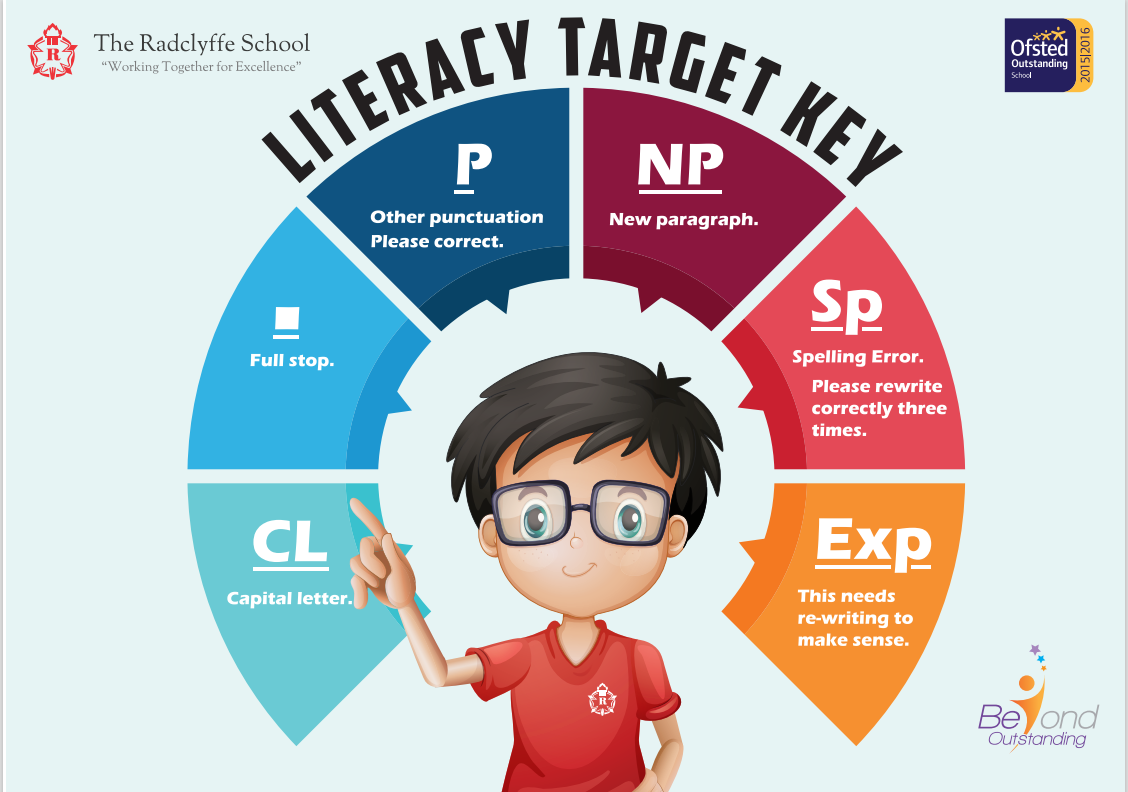 The Radclyffe School
“Working Together for Excellence”
LITERACY TARGET KEY
Ofsted
Outstanding
School
2015|2016
P
Other punctuation
Please correct.
NP
New paragraph.
.
Full stop.
Sp
Spelling Error.
Please rewrite
correctly three
times.
CL
Capital letter.
Exp
This needs
re-writing to
make sense.
R
R
Beyond
Outstanding